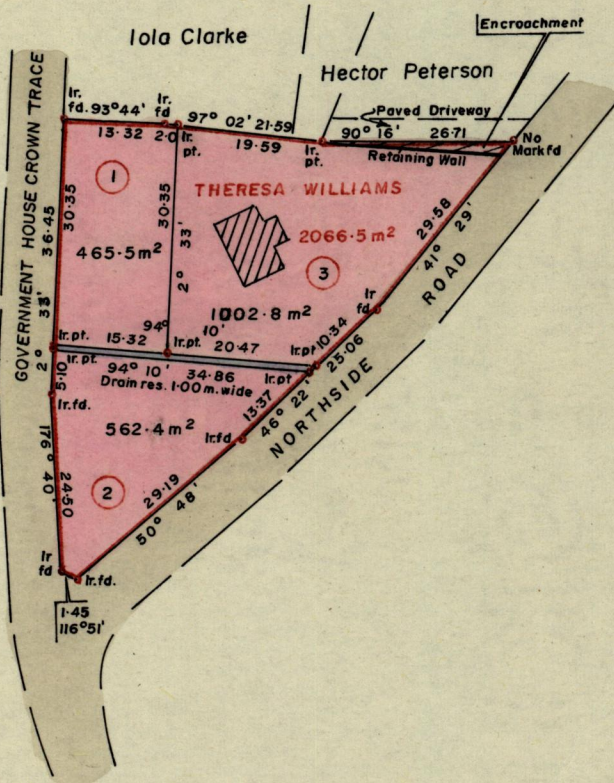 Iola Clarke
Encroachment
Hector Peterson
Paved Driveway
Ir. fd.
93°44'
Ir. fd
97° 02' 21·59
90° 16' 26·71
No Mark fd
13·32
2·0
Ir. pt.
19·59
Ir. pt.
Retaining Wall
GOVERNMENT HOUSE CROWN TRACE
36·45
2° 33'
30·35
1
465·5m²
30·35
2° 33'
THERESA WILLIAMS
2066·5m²
3
1002·8 m²
29·58
41° 29'
Ir fd
NORTHSIDE ROAD
Ir.pt.
15·32
94° 10'
20·47
Ir.pt
10·34
25·06
Ir.pt.
94° 10' 34·86
Ir.pt
Drain res. 1·00 m. wide
5·10
Ir.fd.
562·4m²
13·37
46° 22'
Ir.fd
176° 40'
24·50
2
29·19
50° 48'
Ir fd
Ir.fd.
1·45
116°51'